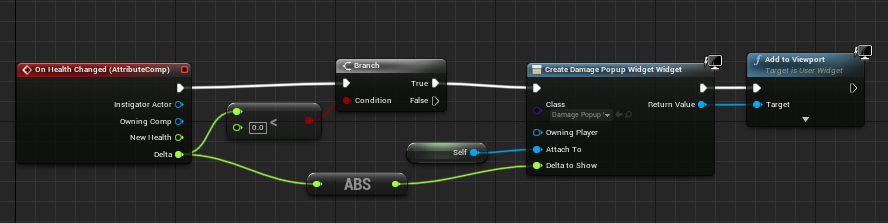 On Health Changed (AttributeComp)
Instigator Actor
Owning Comp
New Health
Delta
0.0 <
Branch
True
Condition
False
Self
ABS
Create Damage Popup Widget Widget
Class
Return Value
Damage Popup
Owning Player
Attach To
Delta to Show
f Add to Viewport
Target is User Widget
Target